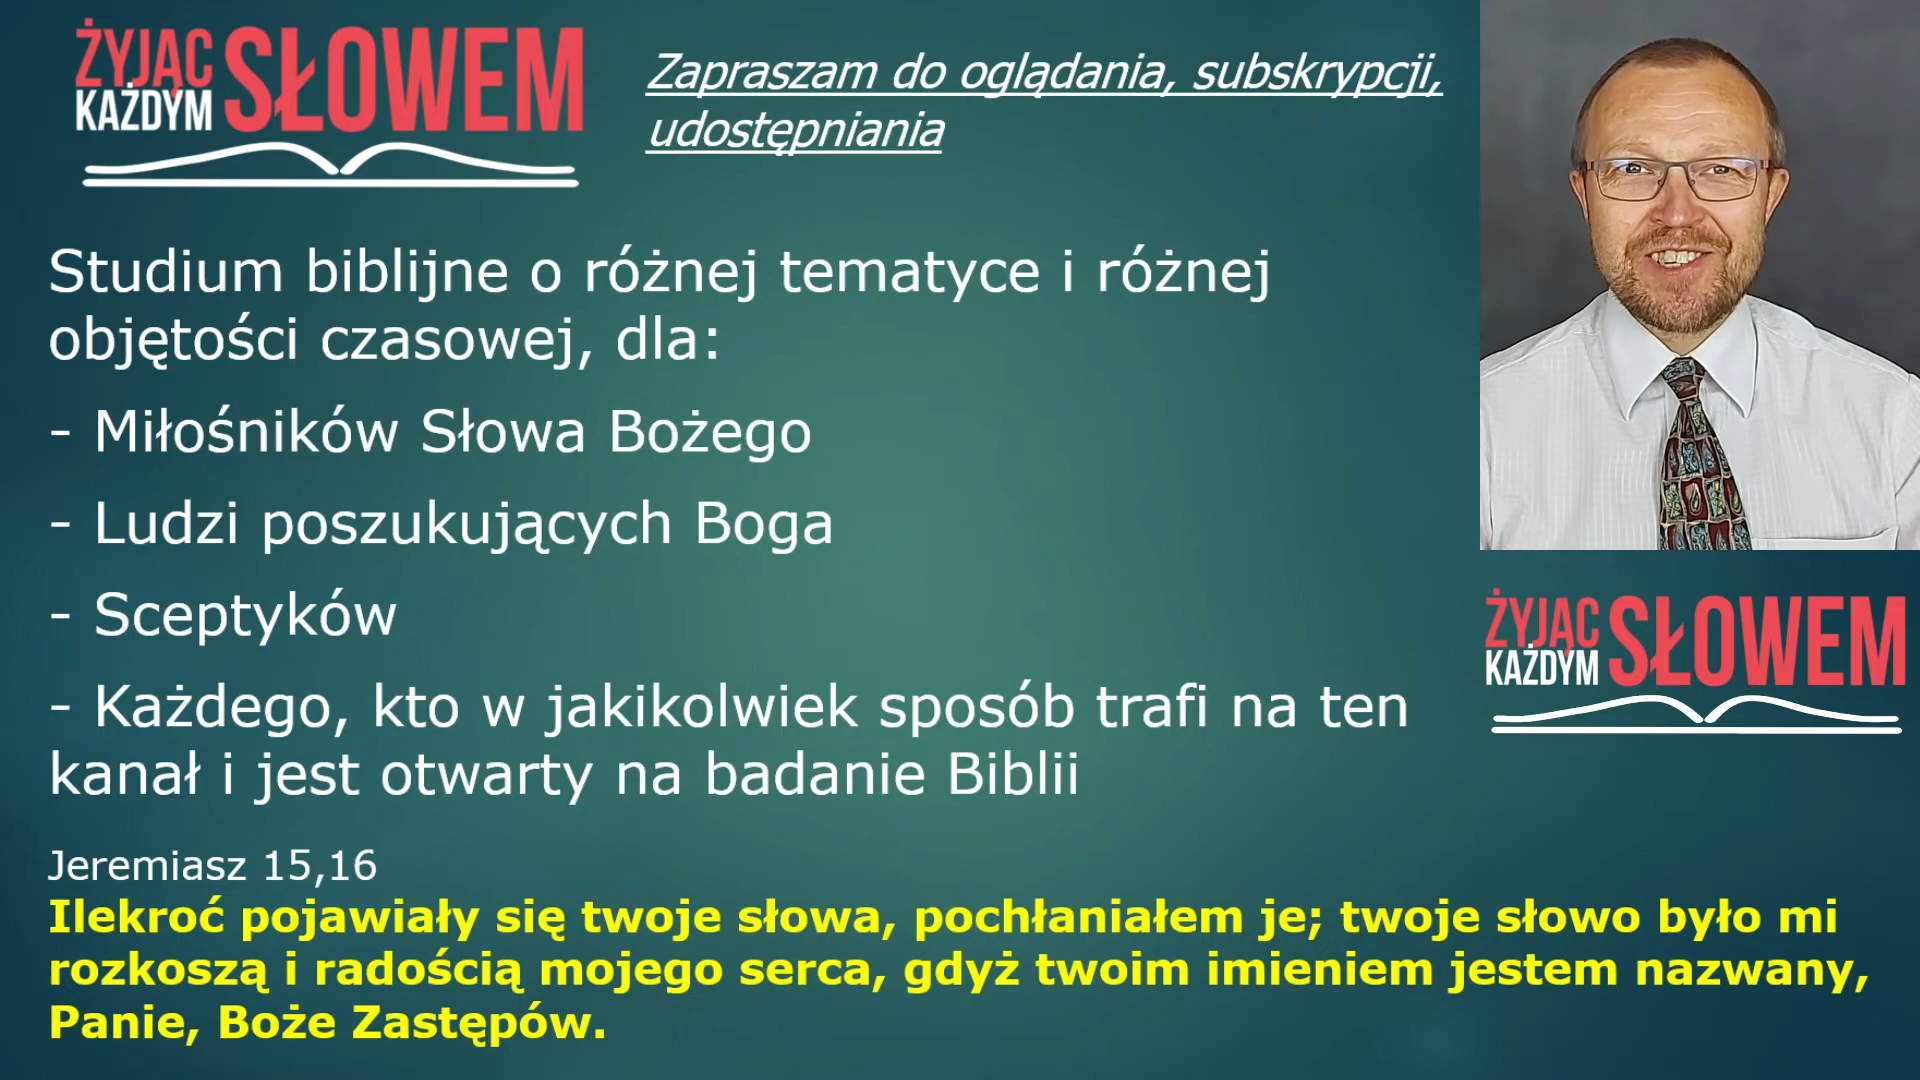 ŻYJĄC
KAŻDYM
SŁOWEM
Zapraszam do oglądania, subskrypcji,
udostępniania
Studium biblijne o różnej tematyce i różnej
objętości czasowej, dla:
- Miłośników Słowa Bożego
- Ludzi poszukujących Boga
- Sceptyków
- Każdego, kto w jakikolwiek sposób trafi na ten
kanał i jest otwarty na badanie Biblii
ŻYJĄC
KAŻDYM
SŁOWEM
Jeremiasz 15,16
Ilekroć pojawiały się twoje słowa, pochłaniałem je; twoje słowo było mi
rozkoszą i radością mojego serca, gdyż twoim imieniem jestem nazwany,
Panie, Boże Zastępów.